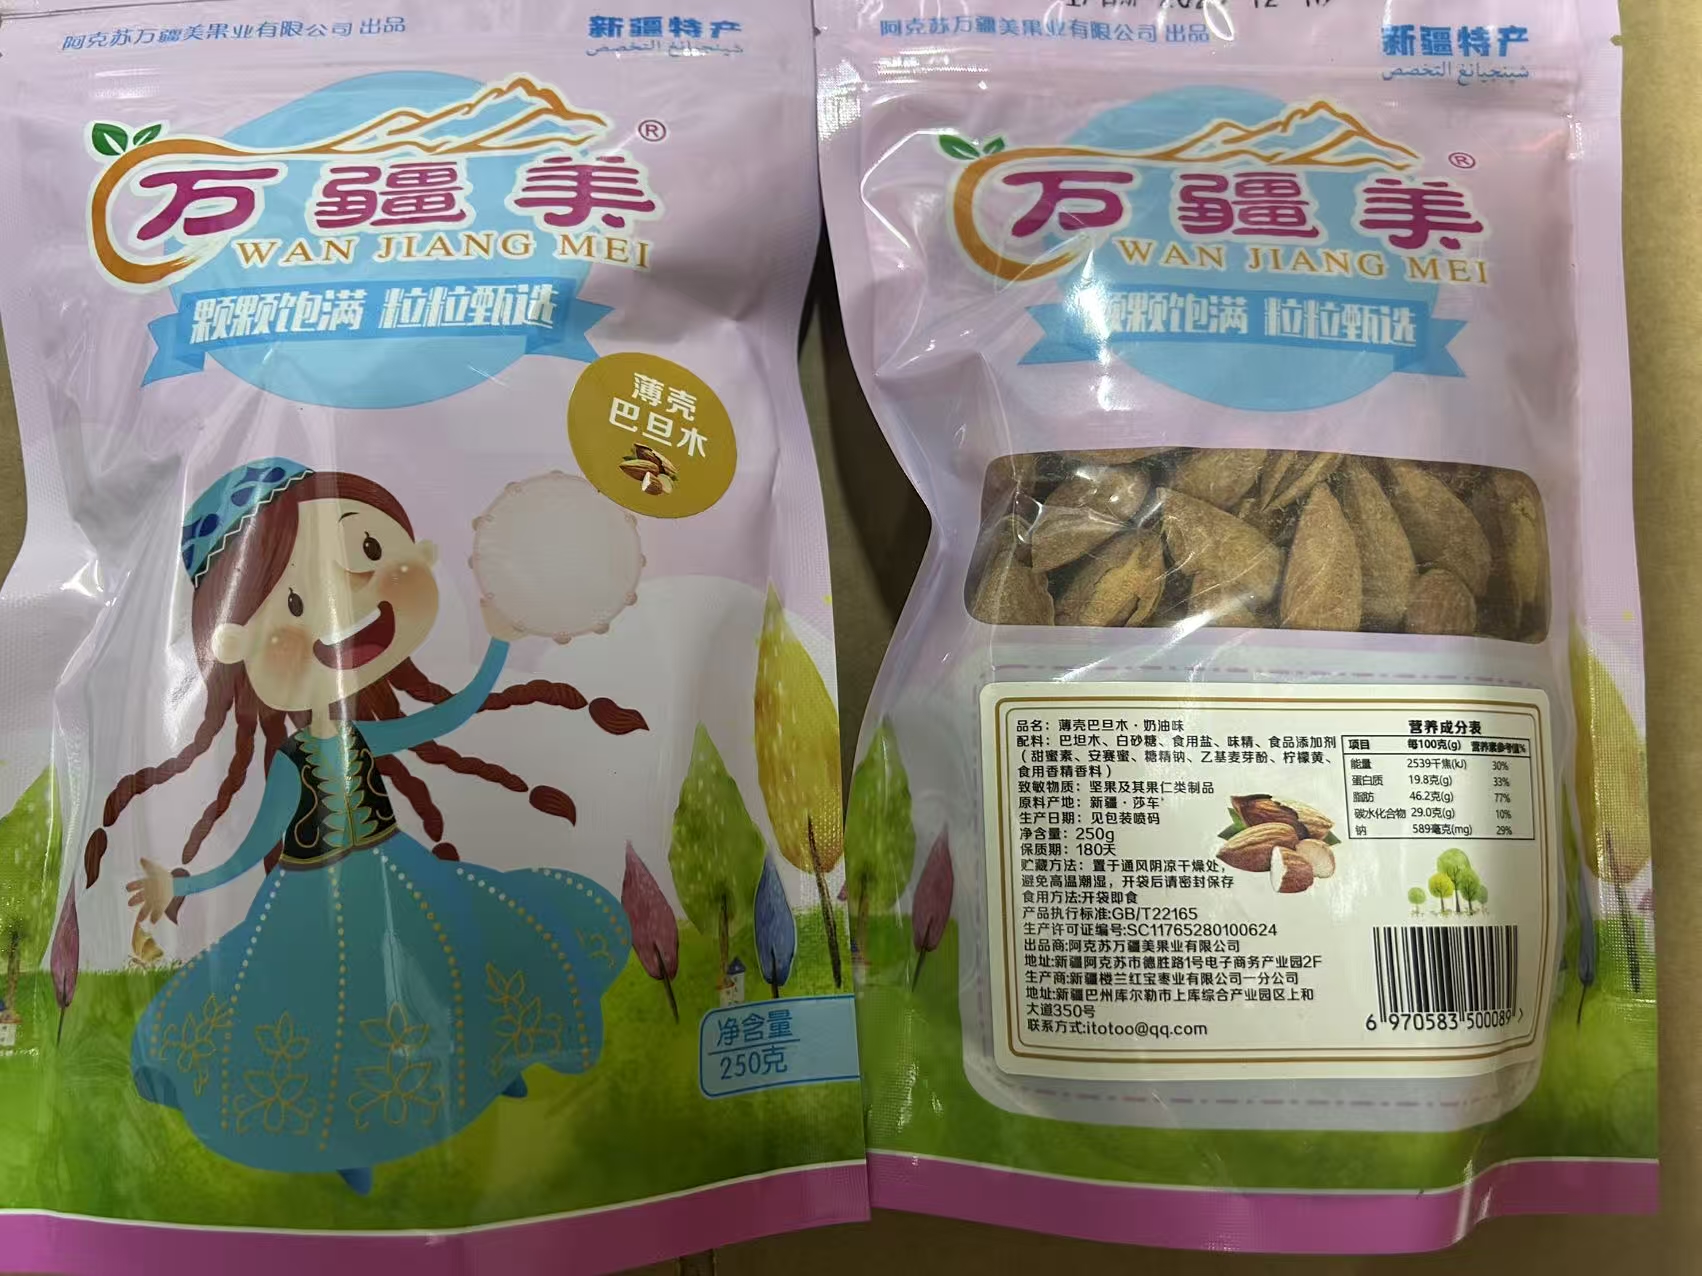 阿克苏万疆美果业有限公司 出品
新疆特产
شينجيانغ التخصص
万疆美®
WAN JIANG MEI
颗颗饱满 粒粒甄选
薄壳
巴旦木
净含量
250克
阿克苏万疆美果业有限公司 出品
新疆特产
شينجيانغ التخصص
万疆美®
WAN JIANG MEI
颗颗饱满 粒粒甄选
品名：薄壳巴旦木·奶油味
配料：巴坦木、白砂糖、食用盐、味精、食品添加剂
（甜蜜素、安赛蜜、糖精钠、乙基麦芽酚、柠檬黄、
食用香精香料）
致敏物质：坚果及其果仁类制品
原料产地：新疆·莎车
生产日期：见包装喷码
净含量：250g
保质期：180天
贮藏方法：置于通风阴凉干燥处，
避免高温潮湿，开袋后请密封保存
食用方法:开袋即食
产品执行标准:GB/T22165
生产许可证编号:SC11765280100624
出品商:阿克苏万疆美果业有限公司
地址:新疆阿克苏市德胜路1号电子商务产业园2F
生产商:新疆楼兰红宝枣业有限公司一分公司
地址:新疆巴州库尔勒市上库综合产业园区上和
大道350号
联系方式:itotoo@qq.com
营养成分表
项目 每100克(g) 营养素参考值%
能量 2539千焦(kJ) 30%
蛋白质 19.8克(g) 33%
脂肪 46.2克(g) 77%
碳水化合物 29.0克(g) 10%
钠 589毫克(mg) 29%
6 970583 500089 >